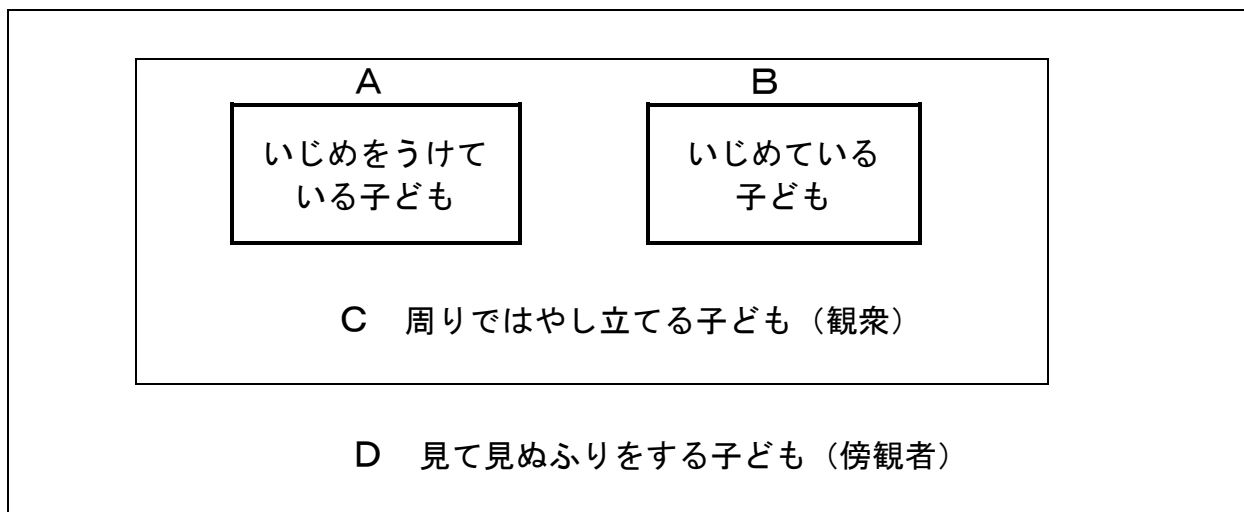 A
B
いじめをうけて
いる子ども
いじめている
子ども
C 周りではやし立てる子ども（観衆）
D 見て見ぬふりをする子ども（傍観者）